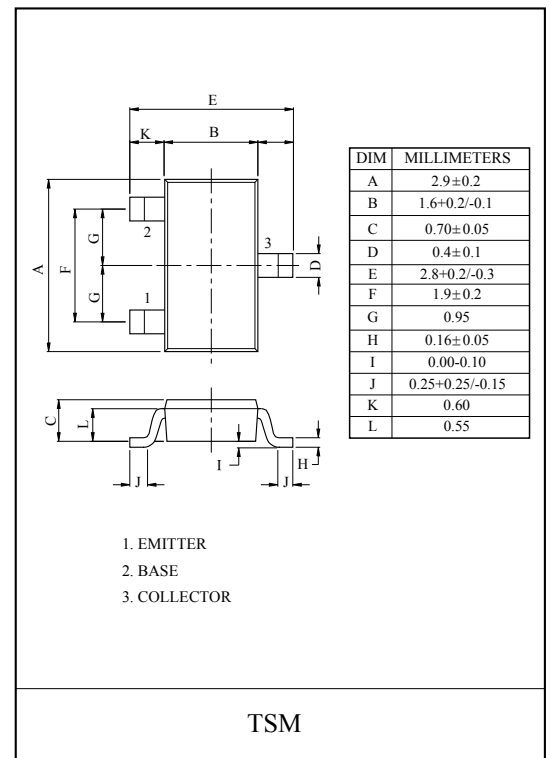 E
K B
DIM MILLIMETERS
A 2.9±0.2
B 1.6+0.2/-0.1
C 0.70±0.05
D 0.4±0.1
E 2.8+0.2/-0.3
F 1.9±0.2
G 0.95
H 0.16±0.05
I 0.00-0.10
J 0.25+0.25/-0.15
K 0.60
L 0.55
A
F
G
G
2
1
3
D
C
L
J
I
H
J
1. EMITTER
2. BASE
3. COLLECTOR
TSM